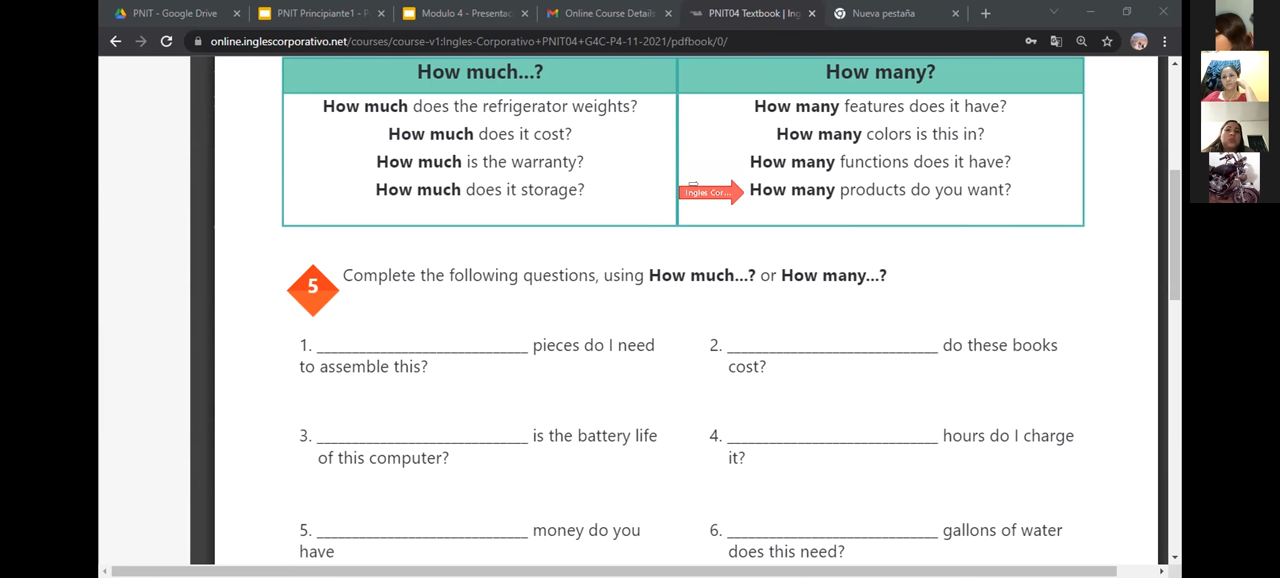 PNIT - Google Drive
PNIT Principiante1 - P
Modulo 4 - Presentac
Online Course Details
PNIT04 Textbook | Ing
Nueva pestaña
online.inglescorporativo.net/courses/course-v1:Ingles-Corporativo+PNIT04+G4C-P4-11-2021/pdfbook/0/
How much...?
How many?
How much does the refrigerator weights?
How much does it cost?
How much is the warranty?
How much does it storage?
How many features does it have?
How many colors is this in?
How many functions does it have?
Ingles Cor...
How many products do you want?
5
Complete the following questions, using How much...? or How many...?
1. __________________________ pieces do I need
to assemble this?
2. __________________________ do these books
cost?
3. __________________________ is the battery life
of this computer?
4. __________________________ hours do I charge
it?
5. __________________________ money do you
have
6. __________________________ gallons of water
does this need?